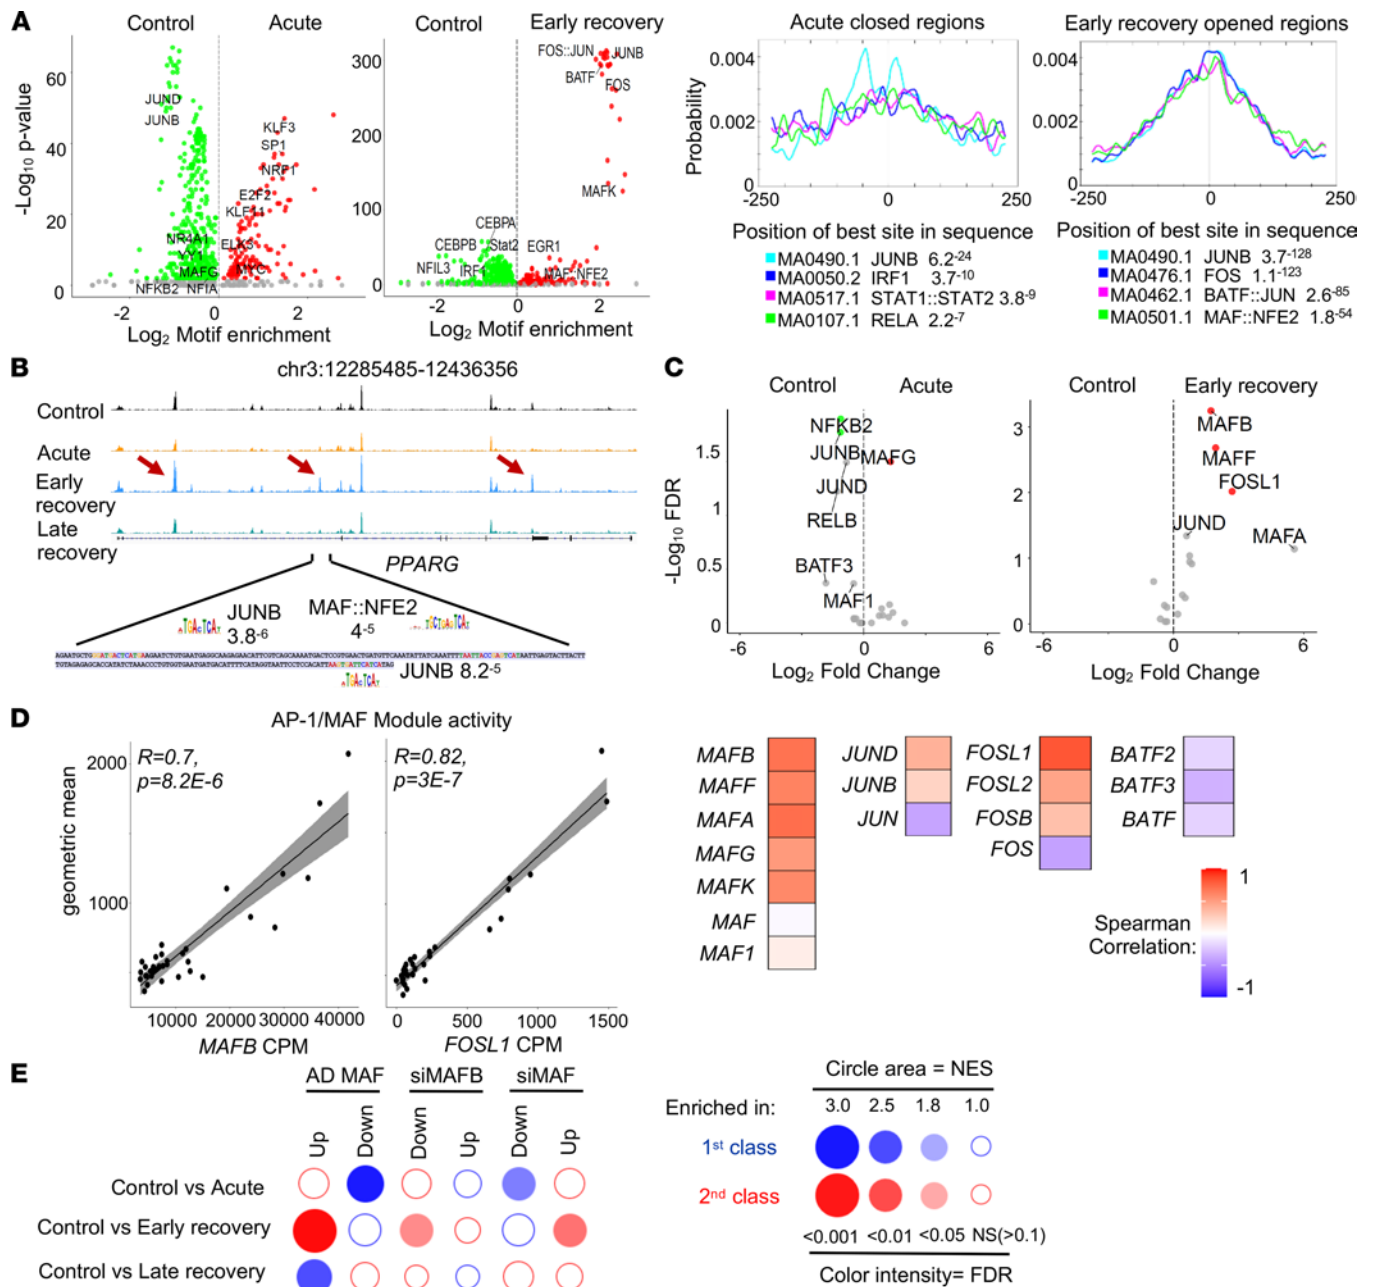 A
Control Acute
-Log10 p-value
60
40
20
0
JUND
JUNB
KLF3
SP1
NRF1
E2F2
KLF11
NR4A1
ELK3
YY1
MYC
MAFG
NFKB2 NFIA
-2 0 2
Log2 Motif enrichment
Control Early recovery
300
200
100
0
FOS::JUN JUNB
BATF
FOS
MAFK
CEBPA
CEBPB Stat2 EGR1
NFIL3 IRF1 MAF::NFE2
-2 0 2
Log2 Motif enrichment
Acute closed regions
Probability
0.004
0.002
0
-250 0 250
Position of best site in sequence
MA0490.1 JUNB 6.2-24
MA0050.2 IRF1 3.7-10
MA0517.1 STAT1::STAT2 3.8-9
MA0107.1 RELA 2.2-7
Early recovery opened regions
0.004
0.002
0
-250 0 250
Position of best site in sequence
MA0490.1 JUNB 3.7-128
MA0476.1 FOS 1.1-123
MA0462.1 BATF::JUN 2.6-85
MA0501.1 MAF::NFE2 1.8-54
B
chr3:12285485-12436356
Control
Acute
Early
recovery
Late
recovery
PPARG
JUNB
3.8-6
MAF::NFE2
4-5
JUNB 8.2-5
C
Control Acute
-Log10 FDR
1.5
1
0.5
0
NFKB2
JUNB MAFG
JUND
RELB
BATF3
MAF1
-6 0 6
Log2 Fold Change
Control Early recovery
3
2
1
0
MAFB
MAFF
FOSL1
JUND
MAFA
-6 0 6
Log2 Fold Change
D
AP-1/MAF Module activity
geometric mean
2000
1000
R=0.7,
p=8.2E-6
10000 20000 30000 40000
MAFB CPM
R=0.82,
p=3E-7
0 500 1000 1500
FOSL1 CPM
MAFB
MAFF
MAFA
MAFG
MAFK
MAF
MAF1
JUND
JUNB
JUN
FOSL1
FOSL2
FOSB
FOS
BATF2
BATF3
BATF
Spearman
Correlation:
1
-1
E
AD MAF siMAFB siMAF
Up Down Down Up Down Up
Control vs Acute
Control vs Early recovery
Control vs Late recovery
Circle area = NES
Enriched in: 3.0 2.5 1.8 1.0
1st class
2nd class
<0.001 <0.01 <0.05 NS(>0.1)
Color intensity= FDR